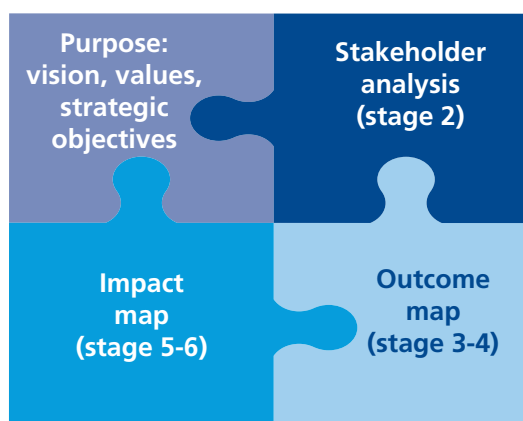 Purpose:
vision, values,
strategic
objectives
Stakeholder
analysis
(stage 2)
Impact
map
(stage 5-6)
Outcome
map
(stage 3-4)